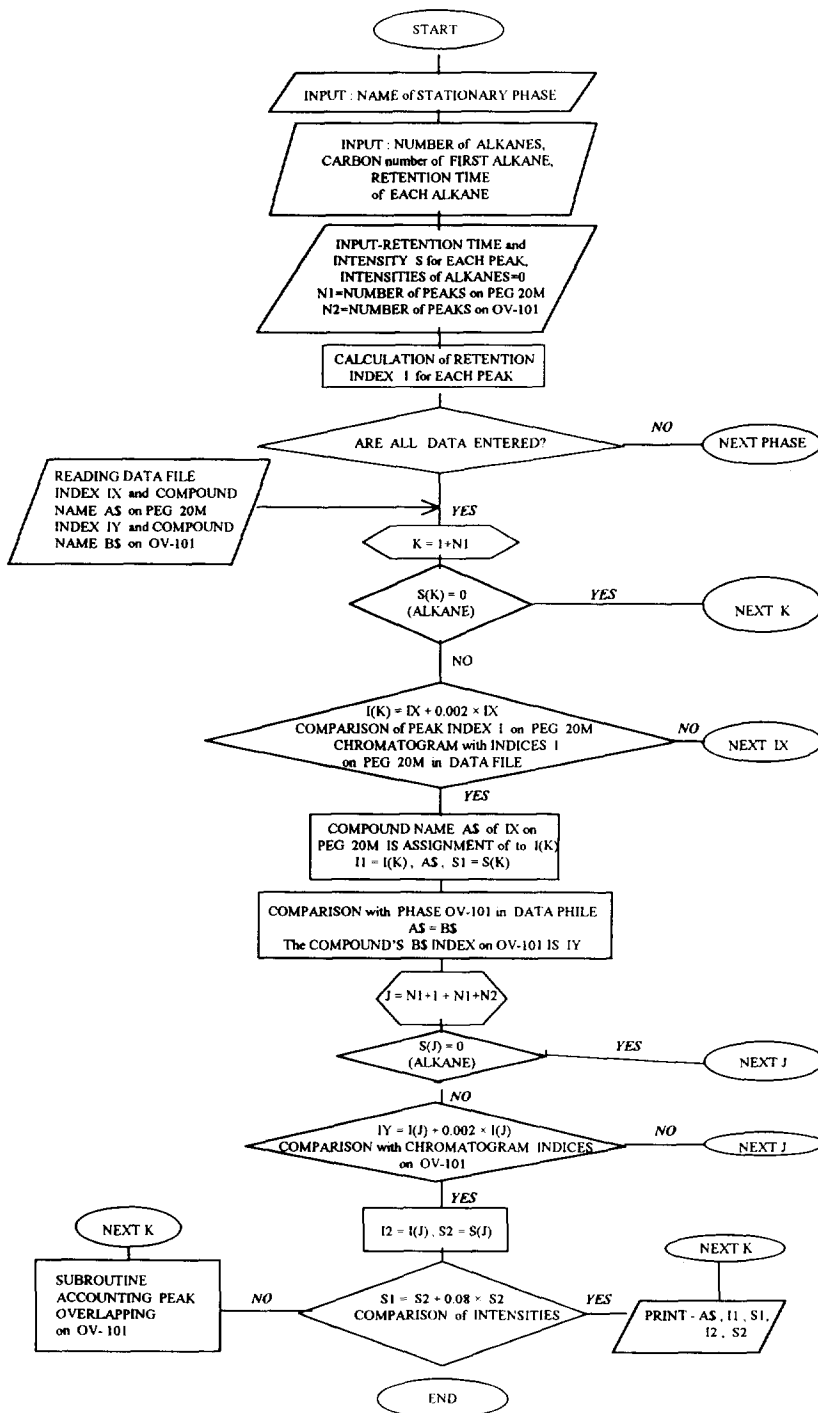 START
INPUT : NAME of STATIONARY PHASE
INPUT : NUMBER of ALKANES,
CARBON number of FIRST ALKANE,
RETENTION TIME
of EACH ALKANE
INPUT-RETENTION TIME and
INTENSITY S for EACH PEAK,
INTENSITIES of ALKANES=0
N1=NUMBER of PEAKS on PEG 20M
N2=NUMBER of PEAKS on OV-101
CALCULATION of RETENTION
INDEX I for EACH PEAK
ARE ALL DATA ENTERED?
NO
NEXT PHASE
READING DATA FILE
INDEX IX and COMPOUND
NAME A$ on PEG 20M
INDEX IY and COMPOUND
NAME B$ on OV-101
YES
K = 1+N1
S(K) = 0
(ALKANE)
YES
NEXT K
NO
I(K) = IX + 0.002 × IX
COMPARISON of PEAK INDEX I on PEG 20M
CHROMATOGRAM with INDICES I
on PEG 20M in DATA FILE
NO
NEXT IX
YES
COMPOUND NAME A$ of IX on
PEG 20M IS ASSIGNMENT of to I(K)
I1 = I(K) , A$ , S1 = S(K)
COMPARISON with PHASE OV-101 in DATA PHILE
A$ = B$
The COMPOUND'S B$ INDEX on OV-101 IS IY
J = N1+1 + N1+N2
S(J) = 0
(ALKANE)
YES
NEXT J
NO
IY = I(J) + 0.002 × I(J)
COMPARISON with CHROMATOGRAM INDICES
on OV-101
NO
NEXT J
YES
I2 = I(J) , S2 = S(J)
NEXT K
SUBROUTINE
ACCOUNTING PEAK
OVERLAPPING
on OV- 101
NO
S1 = S2 + 0.08 × S2
COMPARISON of INTENSITIES
YES
NEXT K
PRINT - A$ , I1 , S1,
I2 , S2
END